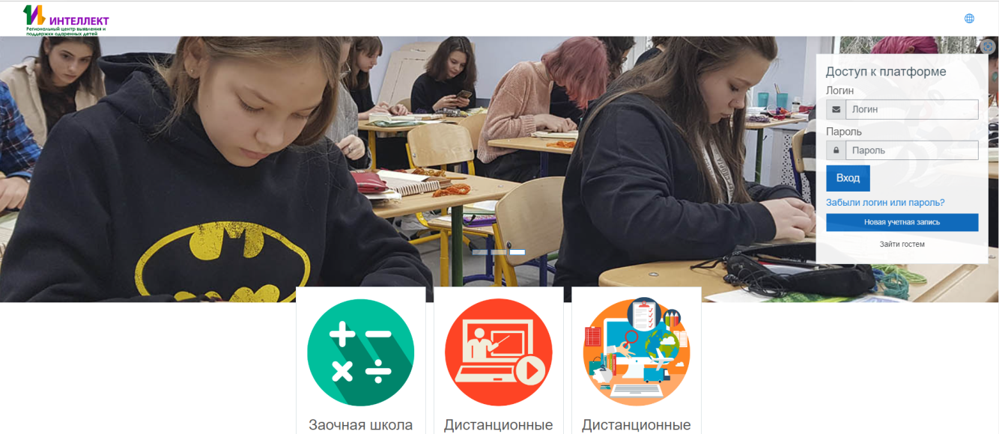 ИНТЕЛЛЕКТ
Региональный центр выявления и
поддержки одаренных детей
Доступ к платформе
Логин
Логин
Пароль
Пароль
Вход
Забыли логин или пароль?
Новая учетная запись
Зайти гостем
Заочная школа
Дистанционные
Дистанционные